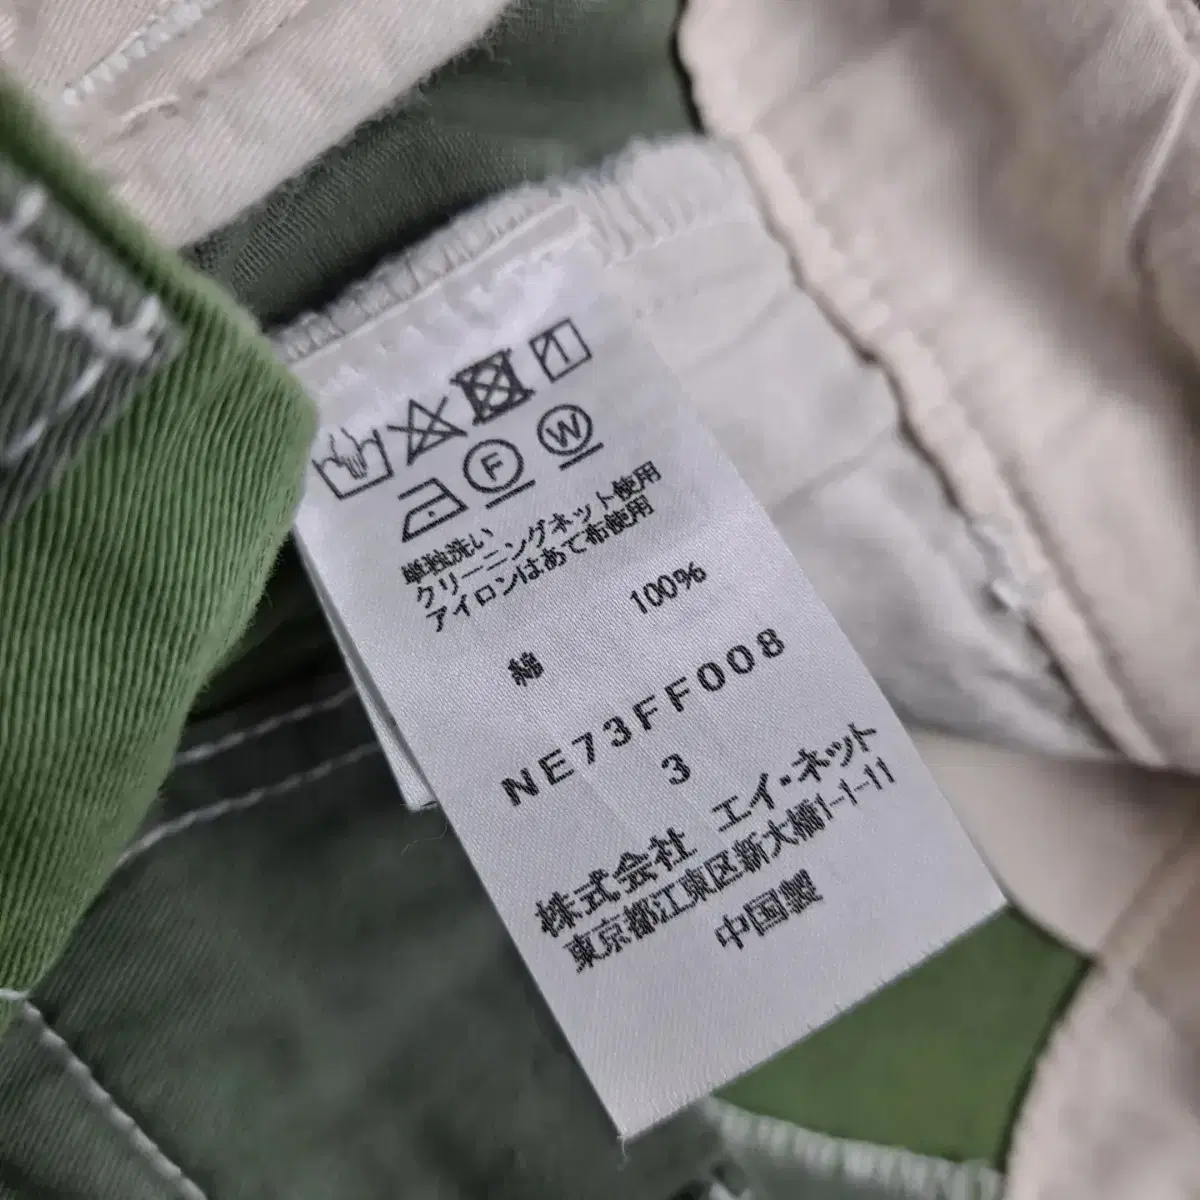 F
W
単独洗い
クリーニングネット使用
アイロンはあて布使用
綿 100%
NE73FF008
3
株式会社 エイ・ネット
東京都江東区新大橋1-1-11
中国製